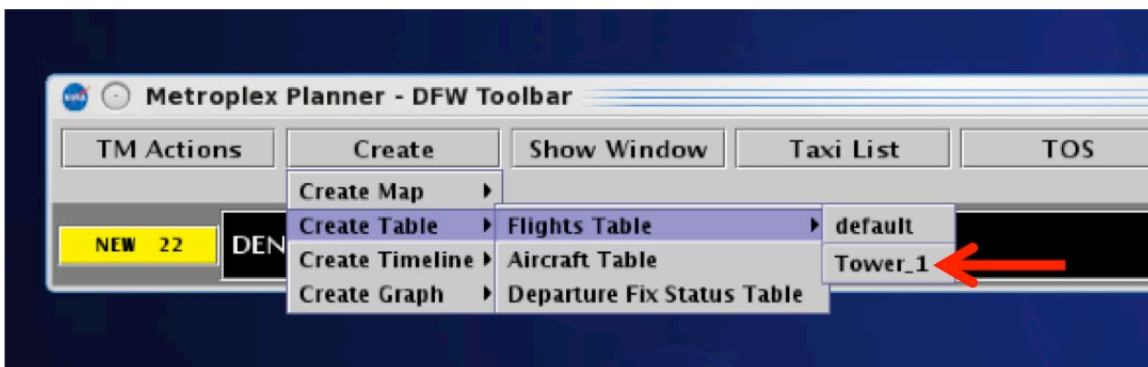 Metroplex Planner - DFW Toolbar
TM Actions Create Show Window Taxi List TOS
Create Map
NEW 22 DEN Create Table Flights Table default
Create Timeline Aircraft Table Tower_1
Create Graph Departure Fix Status Table